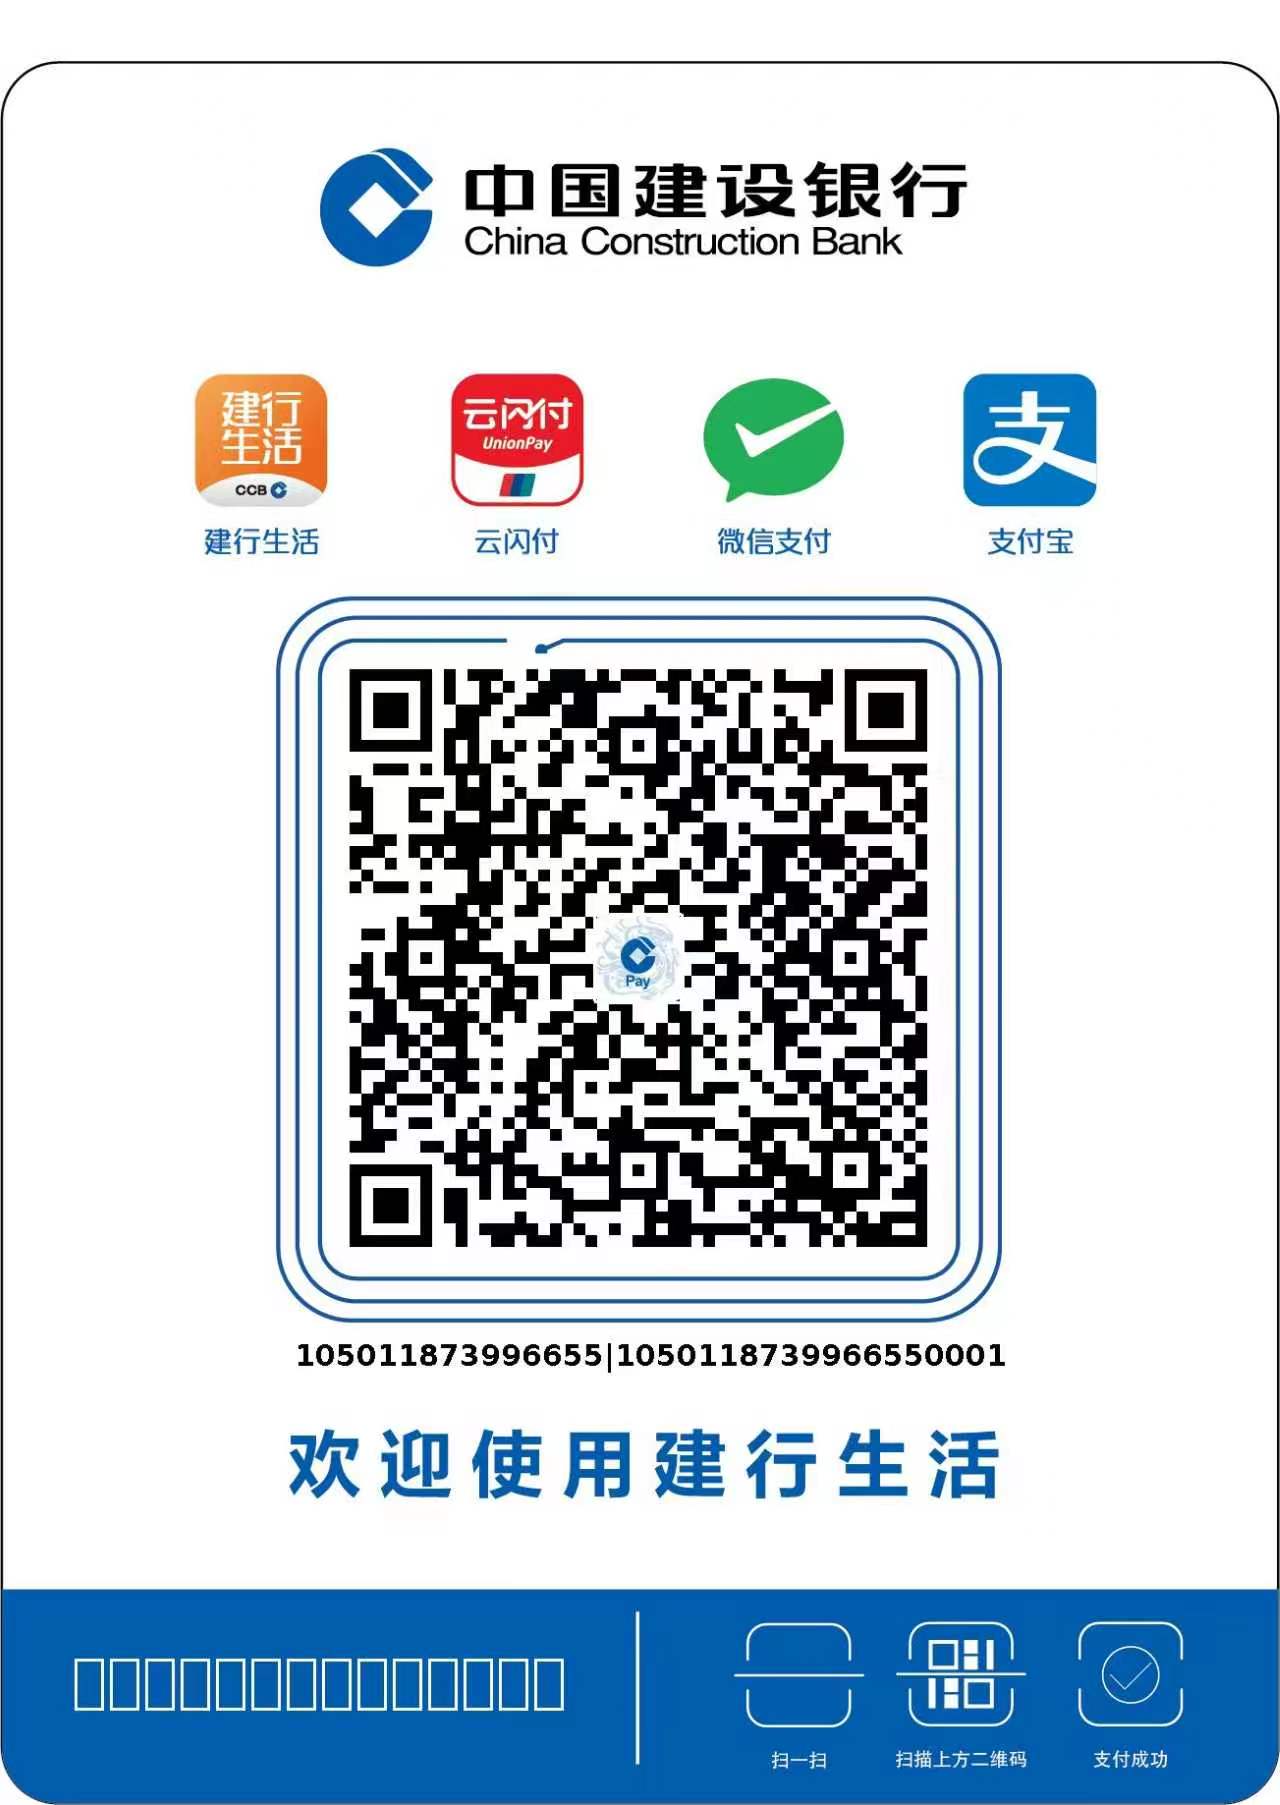 中国建设银行
China Construction Bank
建行
生活
CCB
云闪付
UnionPay
支
建行生活
云闪付
微信支付
支付宝
Pay
105011873996655|1050118739966550001
欢迎使用建行生活
扫一扫
扫描上方二维码
支付成功